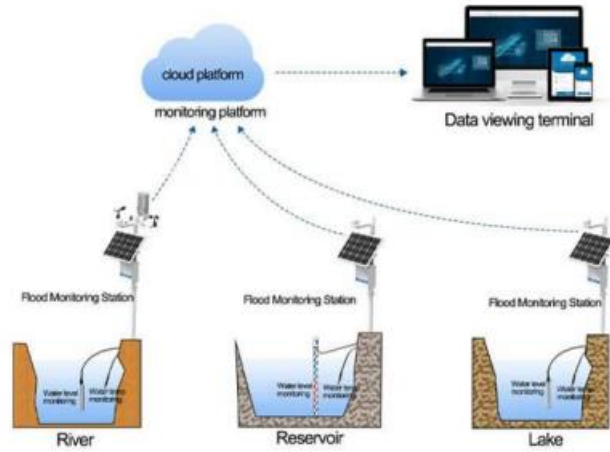 cloud platform
monitoring platform
Data viewing terminal
Flood Monitoring Station
Flood Monitoring Station
Flood Monitoring Station
Water level
monitoring
Water temp
monitoring
Water level
monitoring
Water temp
monitoring
Water level
monitoring
Water temp
monitoring
River
Reservoir
Lake